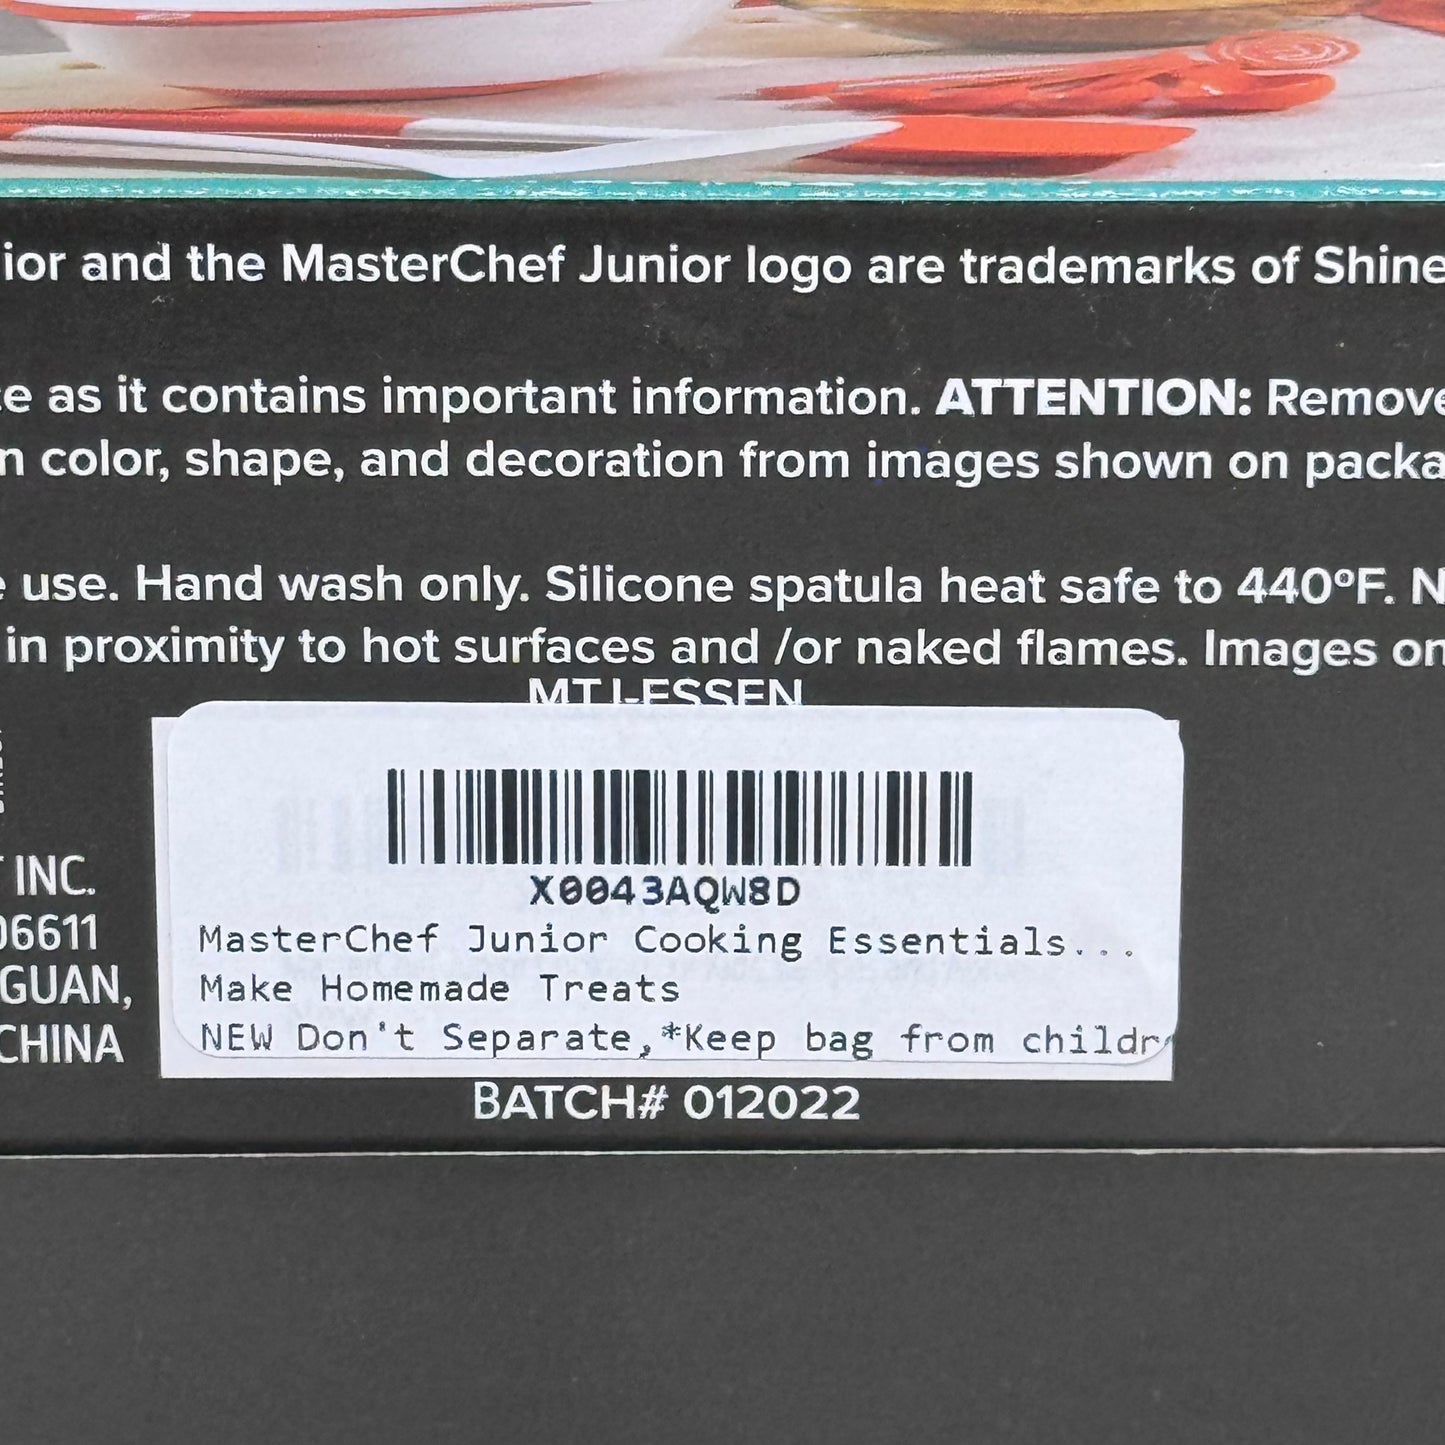 ior and the MasterChef Junior logo are trademarks of Shine
as it contains important information. ATTENTION: Remove
n color, shape, and decoration from images shown on packa
use. Hand wash only. Silicone spatula heat safe to 440°F. N
in proximity to hot surfaces and /or naked flames. Images on
INC.
06611
GUAN,
CHINA
X0043AQW8D
MasterChef Junior Cooking Essentials...
Make Homemade Treats
NEW Don't Separate,*Keep bag from childr
BATCH# 012022